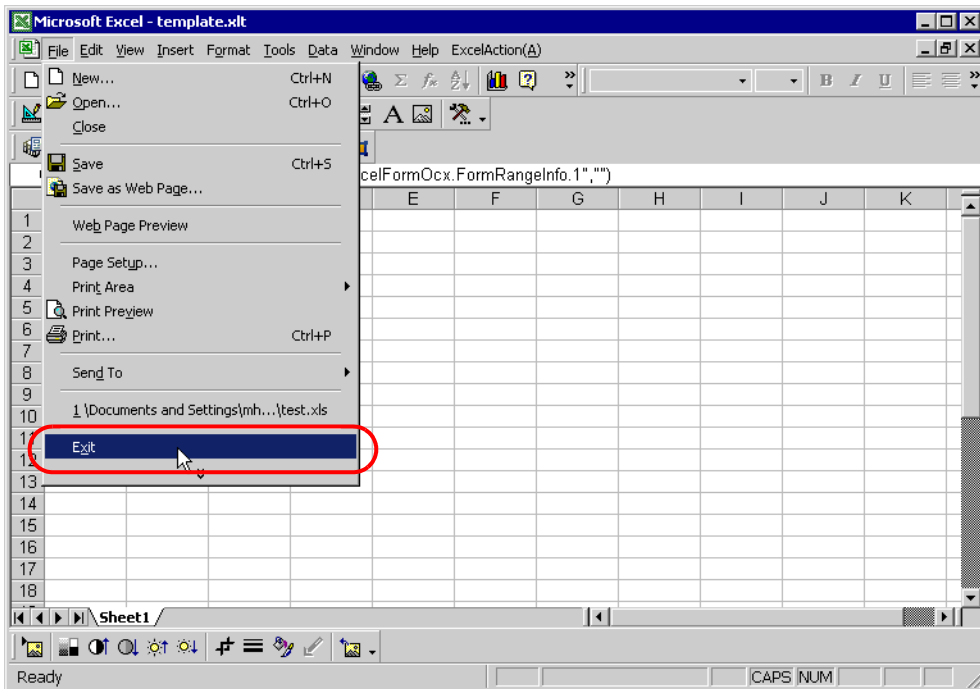 Microsoft Excel - template.xlt
File Edit View Insert Format Tools Data Window Help ExcelAction(A)
New... Ctrl+N
Open... Ctrl+O
Close
Save Ctrl+S
Save as Web Page...
Web Page Preview
Page Setup...
Print Area
Print Preview
Print... Ctrl+P
Send To
1 \Documents and Settings\mh...\test.xls
Exit
Σ fx B I U
A
celFormOcx.FormRangeInfo.1","")
E F G H I J K
1
2
3
4
5
6
7
8
9
10
11
12
13
14
15
16
17
18
Sheet1
Ready CAPS NUM